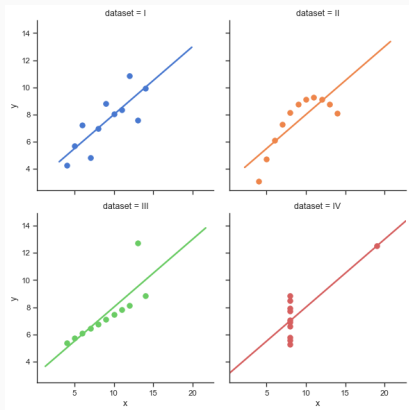 dataset = I
dataset = II
14
12
10
8
6
4
y
dataset = III
dataset = IV
14
12
10
8
6
4
y
5 10 15 20
5 10 15 20
x
x